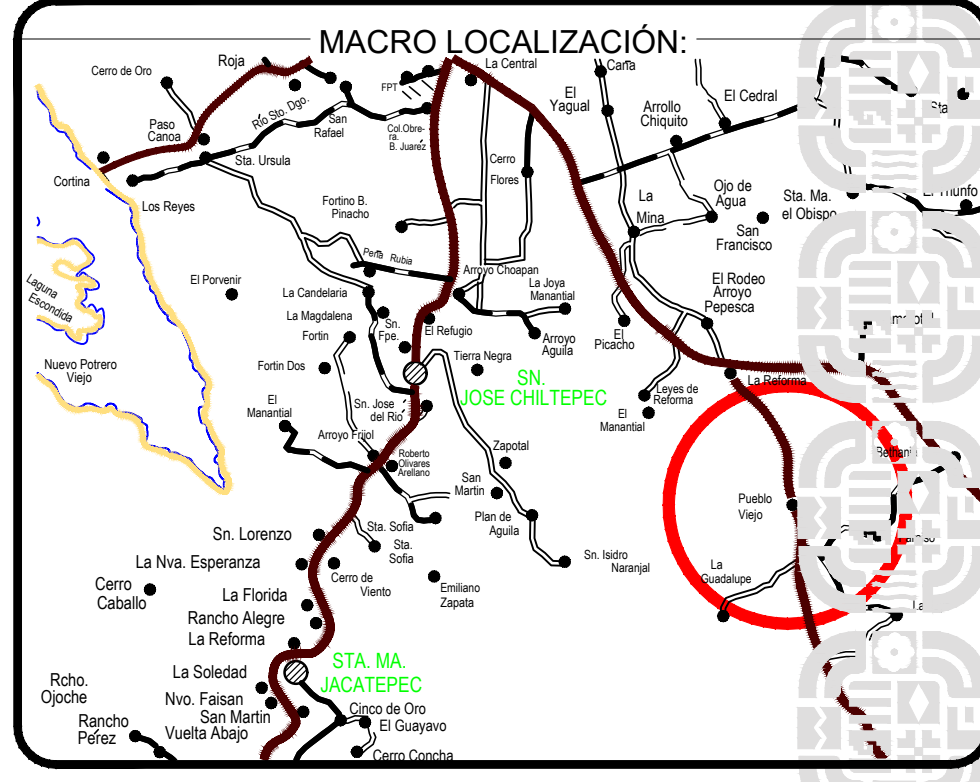 MACRO LOCALIZACIÓN:
Cerro de Oro
Roja
FPT
La Central
Caña
El
Yagual
Arrollo
Chiquito
El Cedral
Sta.
Paso
Canoa
Río Sto. Dgo.
San
Rafael
Col.Obre-
ra.
B. Juarez
Cerro
Flores
Cortina
Sta. Ursula
Los Reyes
Fortino B.
Pinacho
La
Mina
Ojo de
Agua
San
Francisco
Sta. Ma.
el Obispo
Peña Rubia
Arroyo Choapan
La Joya
Manantial
El Rodeo
Arroyo
Pepesca
Laguna
Escondida
El Porvenir
La Candelaria
La Magdalena
Fortin
Sn.
Fpe.
El Refugio
Arroyo
Aguila
El
Picacho
Nuevo Potrero
Viejo
Fortin Dos
Tierra Negra
SN.
JOSE CHILTEPEC
Leyes de
Reforma
La Reforma
El
Manantial
El
Manantial
Sn. Jose
del Rio
Arroyo Frijol
Roberto
Olivares
Arellano
Zapotal
San
Martin
Plan de
Aguila
Bethania
Pueblo
Viejo
Sn. Lorenzo
Sta. Sofia
Sta.
Sofia
Sn. Isidro
Naranjal
La Nva. Esperanza
Cerro
Caballo
Cerro de
Viento
Emiliano
Zapata
La
Guadalupe
La Florida
Rancho Alegre
La Reforma
La
STA. MA.
JACATEPEC
La Soledad
Rcho.
Ojoche
Nvo. Faisan
San Martin
Vuelta Abajo
Rancho
Pérez
Cinco de Oro
El Guayavo
Cerro Concha